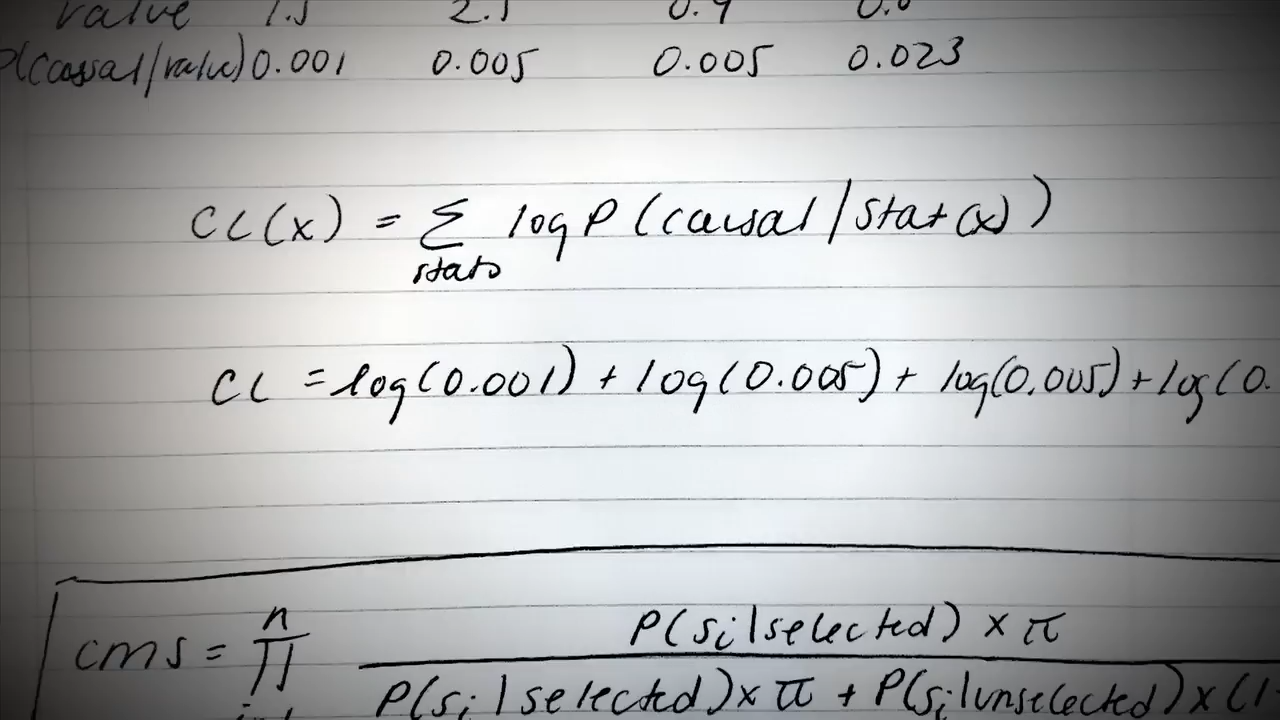 value 1.5 2.1 0.9
P(causal/value) 0.001 0.005 0.005 0.023
CL(x) = Σ log P (causal/stat(x))
stats
CL = log(0.001) + log(0.005) + log(0.005) + log(0.
n
P(si|selected) × π
cms = Π
P(si|selected) × π + P(si|unselected) × (1-